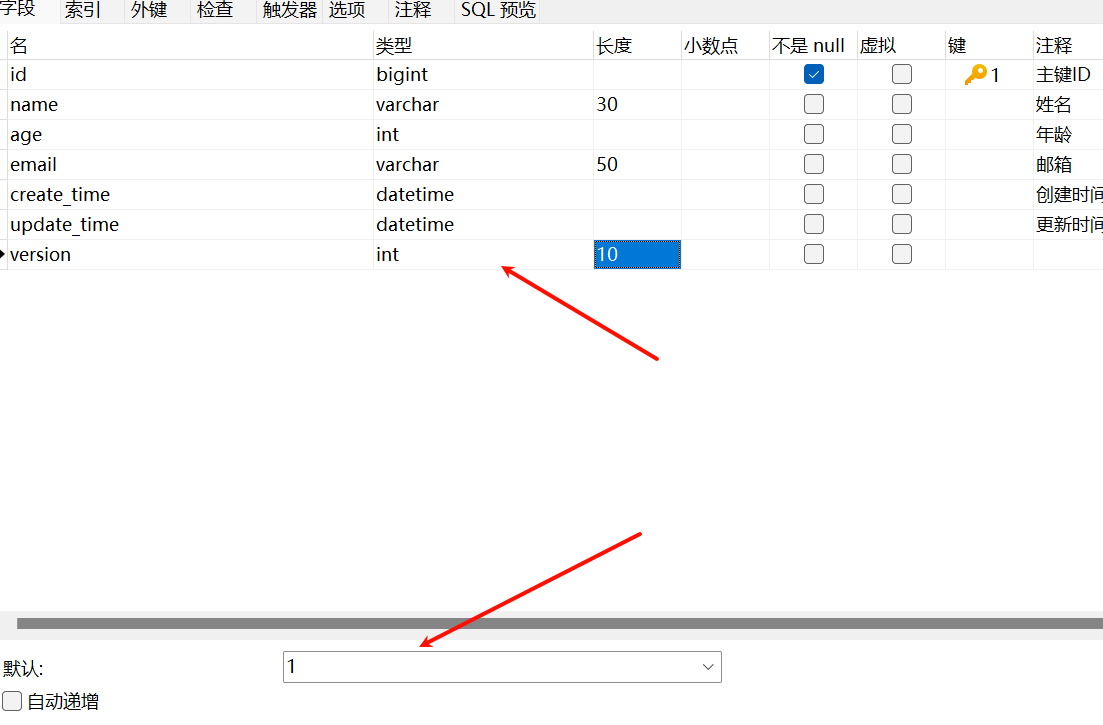 字段 索引 外键 检查 触发器 选项 注释 SQL 预览
名 类型 长度 小数点 不是 null 虚拟 键 注释
id bigint 1 主键ID
name varchar 30 姓名
age int 年龄
email varchar 50 邮箱
create_time datetime 创建时间
update_time datetime 更新时间
version int 10
默认: 1
自动递增